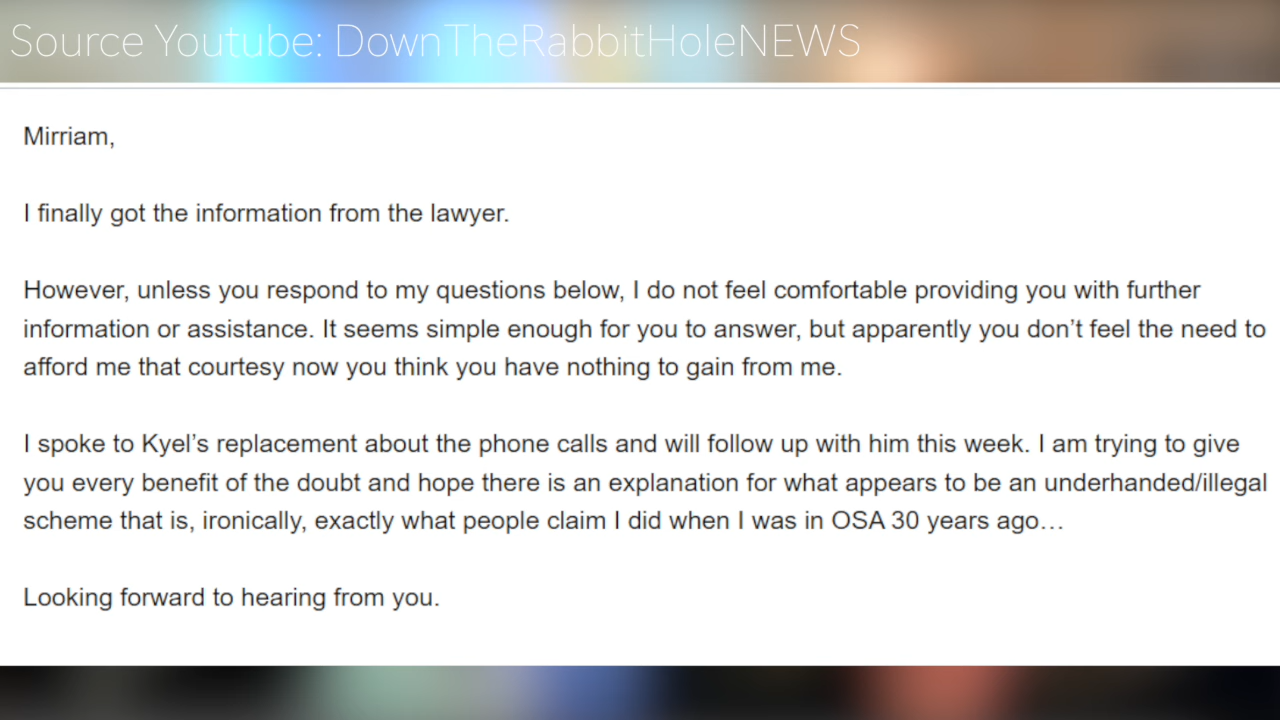 Source Youtube: DownTheRabbitHoleNEWS
Mirriam,
I finally got the information from the lawyer.
However, unless you respond to my questions below, I do not feel comfortable providing you with further
information or assistance. It seems simple enough for you to answer, but apparently you don’t feel the need to
afford me that courtesy now you think you have nothing to gain from me.
I spoke to Kyel’s replacement about the phone calls and will follow up with him this week. I am trying to give
you every benefit of the doubt and hope there is an explanation for what appears to be an underhanded/illegal
scheme that is, ironically, exactly what people claim I did when I was in OSA 30 years ago…
Looking forward to hearing from you.